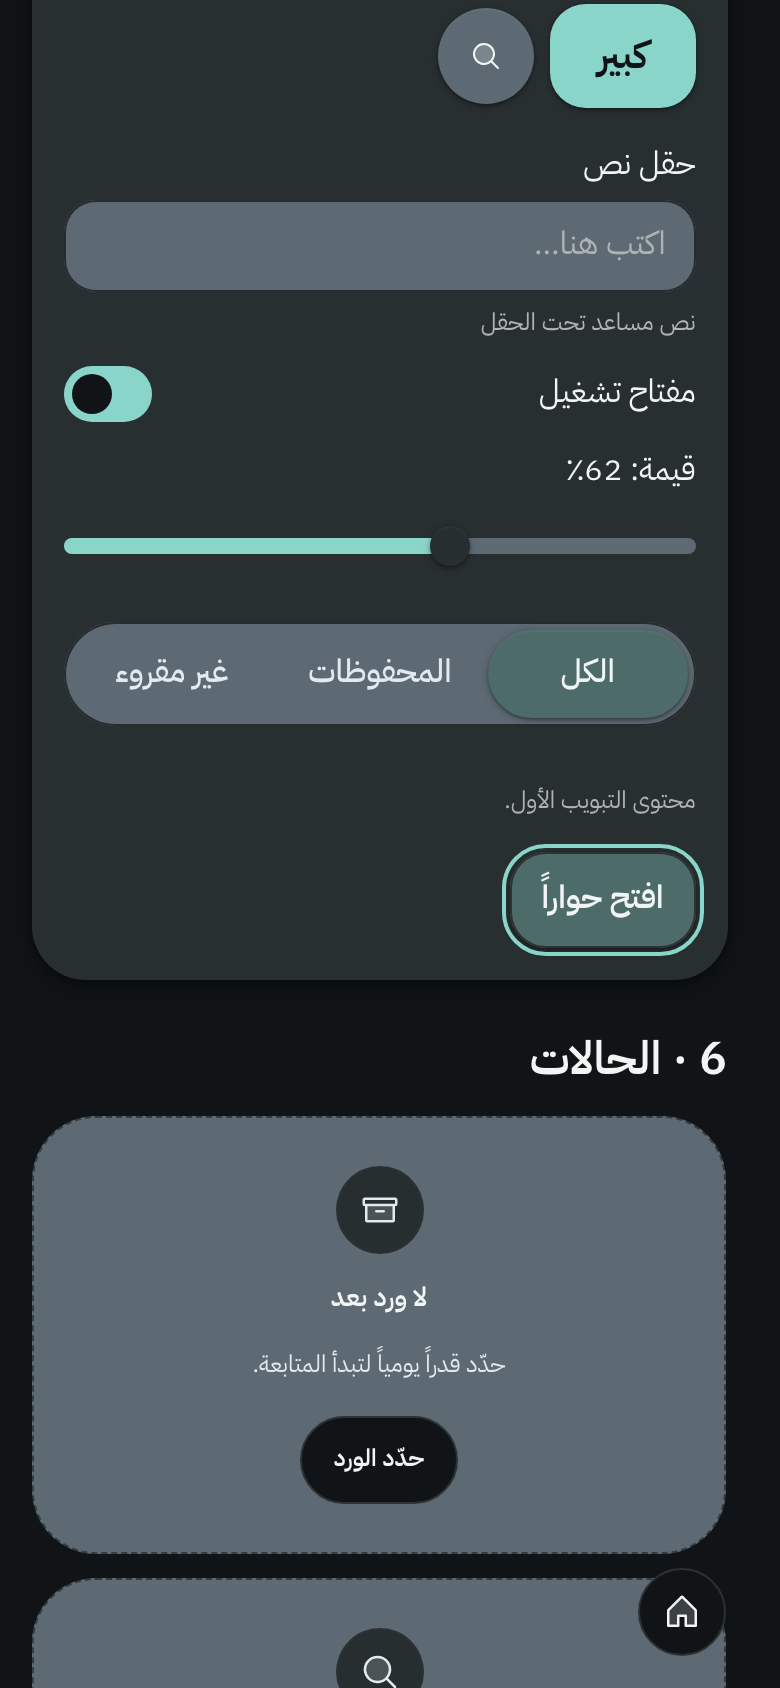 كبير
حقل نص
اكتب هنا...
نص مساعد تحت الحقل
مفتاح تشغيل
قيمة: 62٪
الكل
المحفوظات
غير مقروء
محتوى التبويب الأول.
افتح حواراً
6 · الحالات
لا ورد بعد
حدّد قدراً يومياً لتبدأ المتابعة.
حدّد الورد